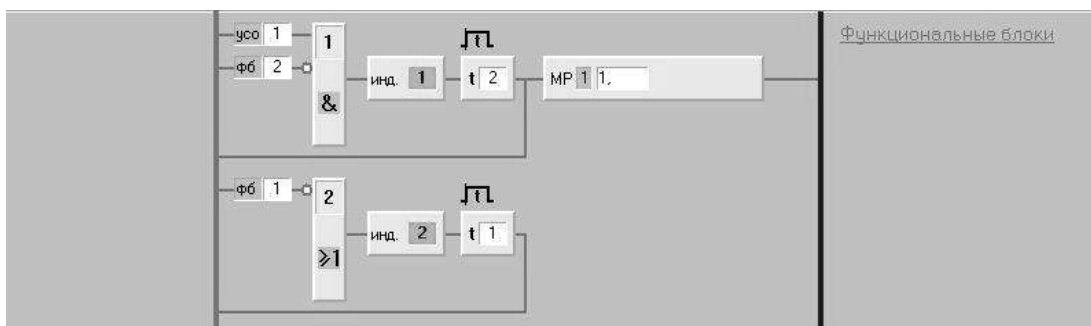 усо 1 1 Функциональные блоки
фб 2
инд. 1 t 2 МР 1 1,
&
фб 1 2
инд. 2 t 1
≥1